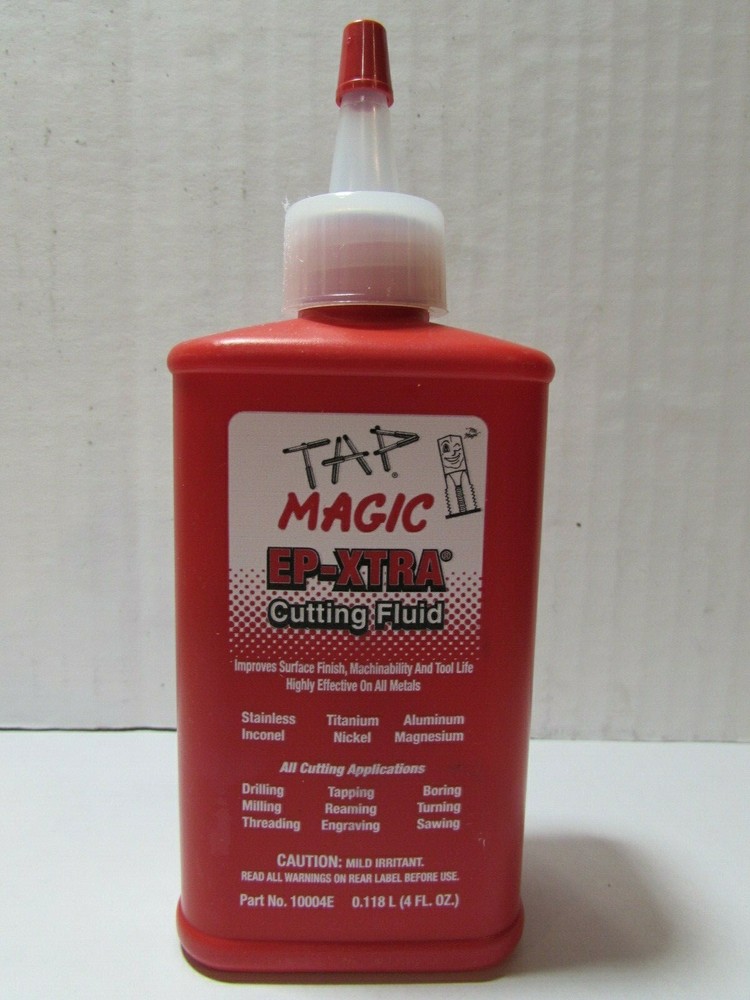 TAP®
MAGIC
EP-XTRA®
Cutting Fluid
Improves Surface Finish, Machinability And Tool Life
Highly Effective On All Metals
Stainless Titanium Aluminum
Inconel Nickel Magnesium
All Cutting Applications
Drilling Tapping Boring
Milling Reaming Turning
Threading Engraving Sawing
CAUTION: MILD IRRITANT.
READ ALL WARNINGS ON REAR LABEL BEFORE USE.
Part No. 10004E 0.118 L (4 FL. OZ.)